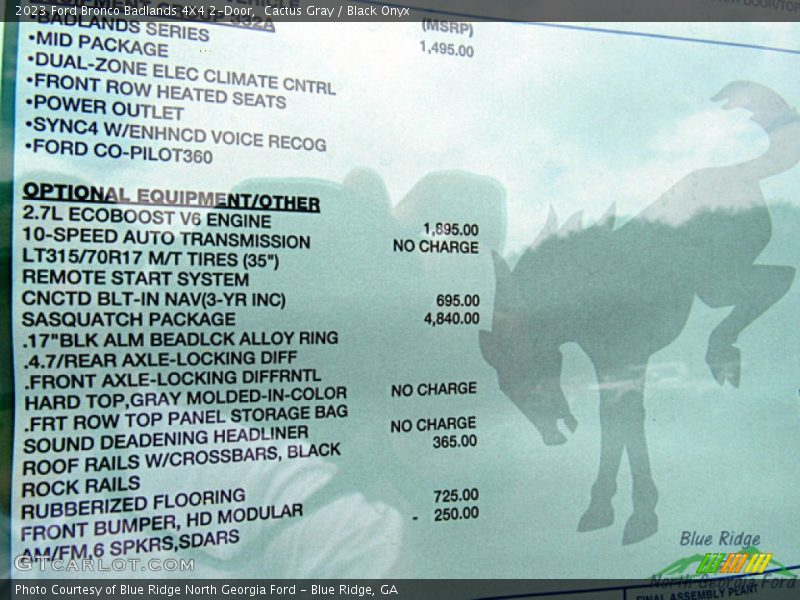 2023 Ford Bronco Badlands 4X4 2-Door, Cactus Gray / Black Onyx
EQUIPMENT GROUP 332A
(MSRP)
•BADLANDS SERIES 1,495.00
•MID PACKAGE
•DUAL-ZONE ELEC CLIMATE CNTRL
•FRONT ROW HEATED SEATS
•POWER OUTLET
•SYNC4 W/ENHNCD VOICE RECOG
•FORD CO-PILOT360
OPTIONAL EQUIPMENT/OTHER
2.7L ECOBOOST V6 ENGINE 1,895.00
10-SPEED AUTO TRANSMISSION NO CHARGE
LT315/70R17 M/T TIRES (35")
REMOTE START SYSTEM
CNCTD BLT-IN NAV(3-YR INC) 695.00
SASQUATCH PACKAGE 4,840.00
.17"BLK ALM BEADLCK ALLOY RING
.4.7/REAR AXLE-LOCKING DIFF
.FRONT AXLE-LOCKING DIFFRNTL
HARD TOP,GRAY MOLDED-IN-COLOR NO CHARGE
.FRT ROW TOP PANEL STORAGE BAG
SOUND DEADENING HEADLINER NO CHARGE
ROOF RAILS W/CROSSBARS, BLACK 365.00
ROCK RAILS
RUBBERIZED FLOORING
FRONT BUMPER, HD MODULAR 725.00
AM/FM,6 SPKRS,SDARS - 250.00
GTCARLOT.com
Blue Ridge
North Georgia Ford
FINAL ASSEMBLY PLANT
Photo Courtesy of Blue Ridge North Georgia Ford - Blue Ridge, GA